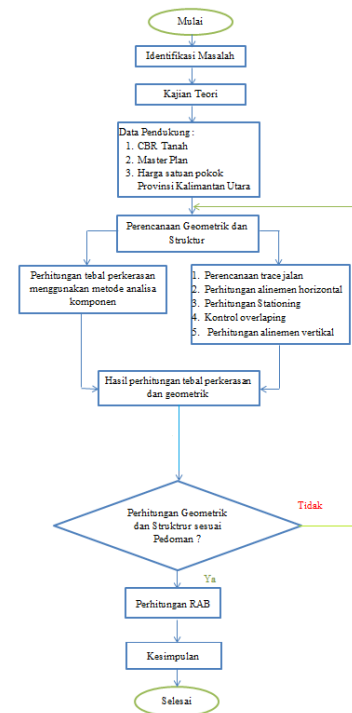 Mulai
Identifikasi Masalah
Kajian Teori
Data Pendukung :
1. CBR Tanah
2. Master Plan
3. Harga satuan pokok
Provinsi Kalimantan Utara
Perencanaan Geometrik dan
Struktur
Perhitungan tebal perkerasan
menggunakan metode analisa
komponen
1. Perencanaan trace jalan
2. Perhitungan alinemen horizontal
3. Perhitungan Stationing
4. Kontrol overlaping
5. Perhitungan alinemen vertikal
Hasil perhitungan tebal perkerasan
dan geometrik
Perhitungan Geometrik
dan Struktrur sesuai
Pedoman ?
Tidak
Ya
Perhitungan RAB
Kesimpulan
Selesai